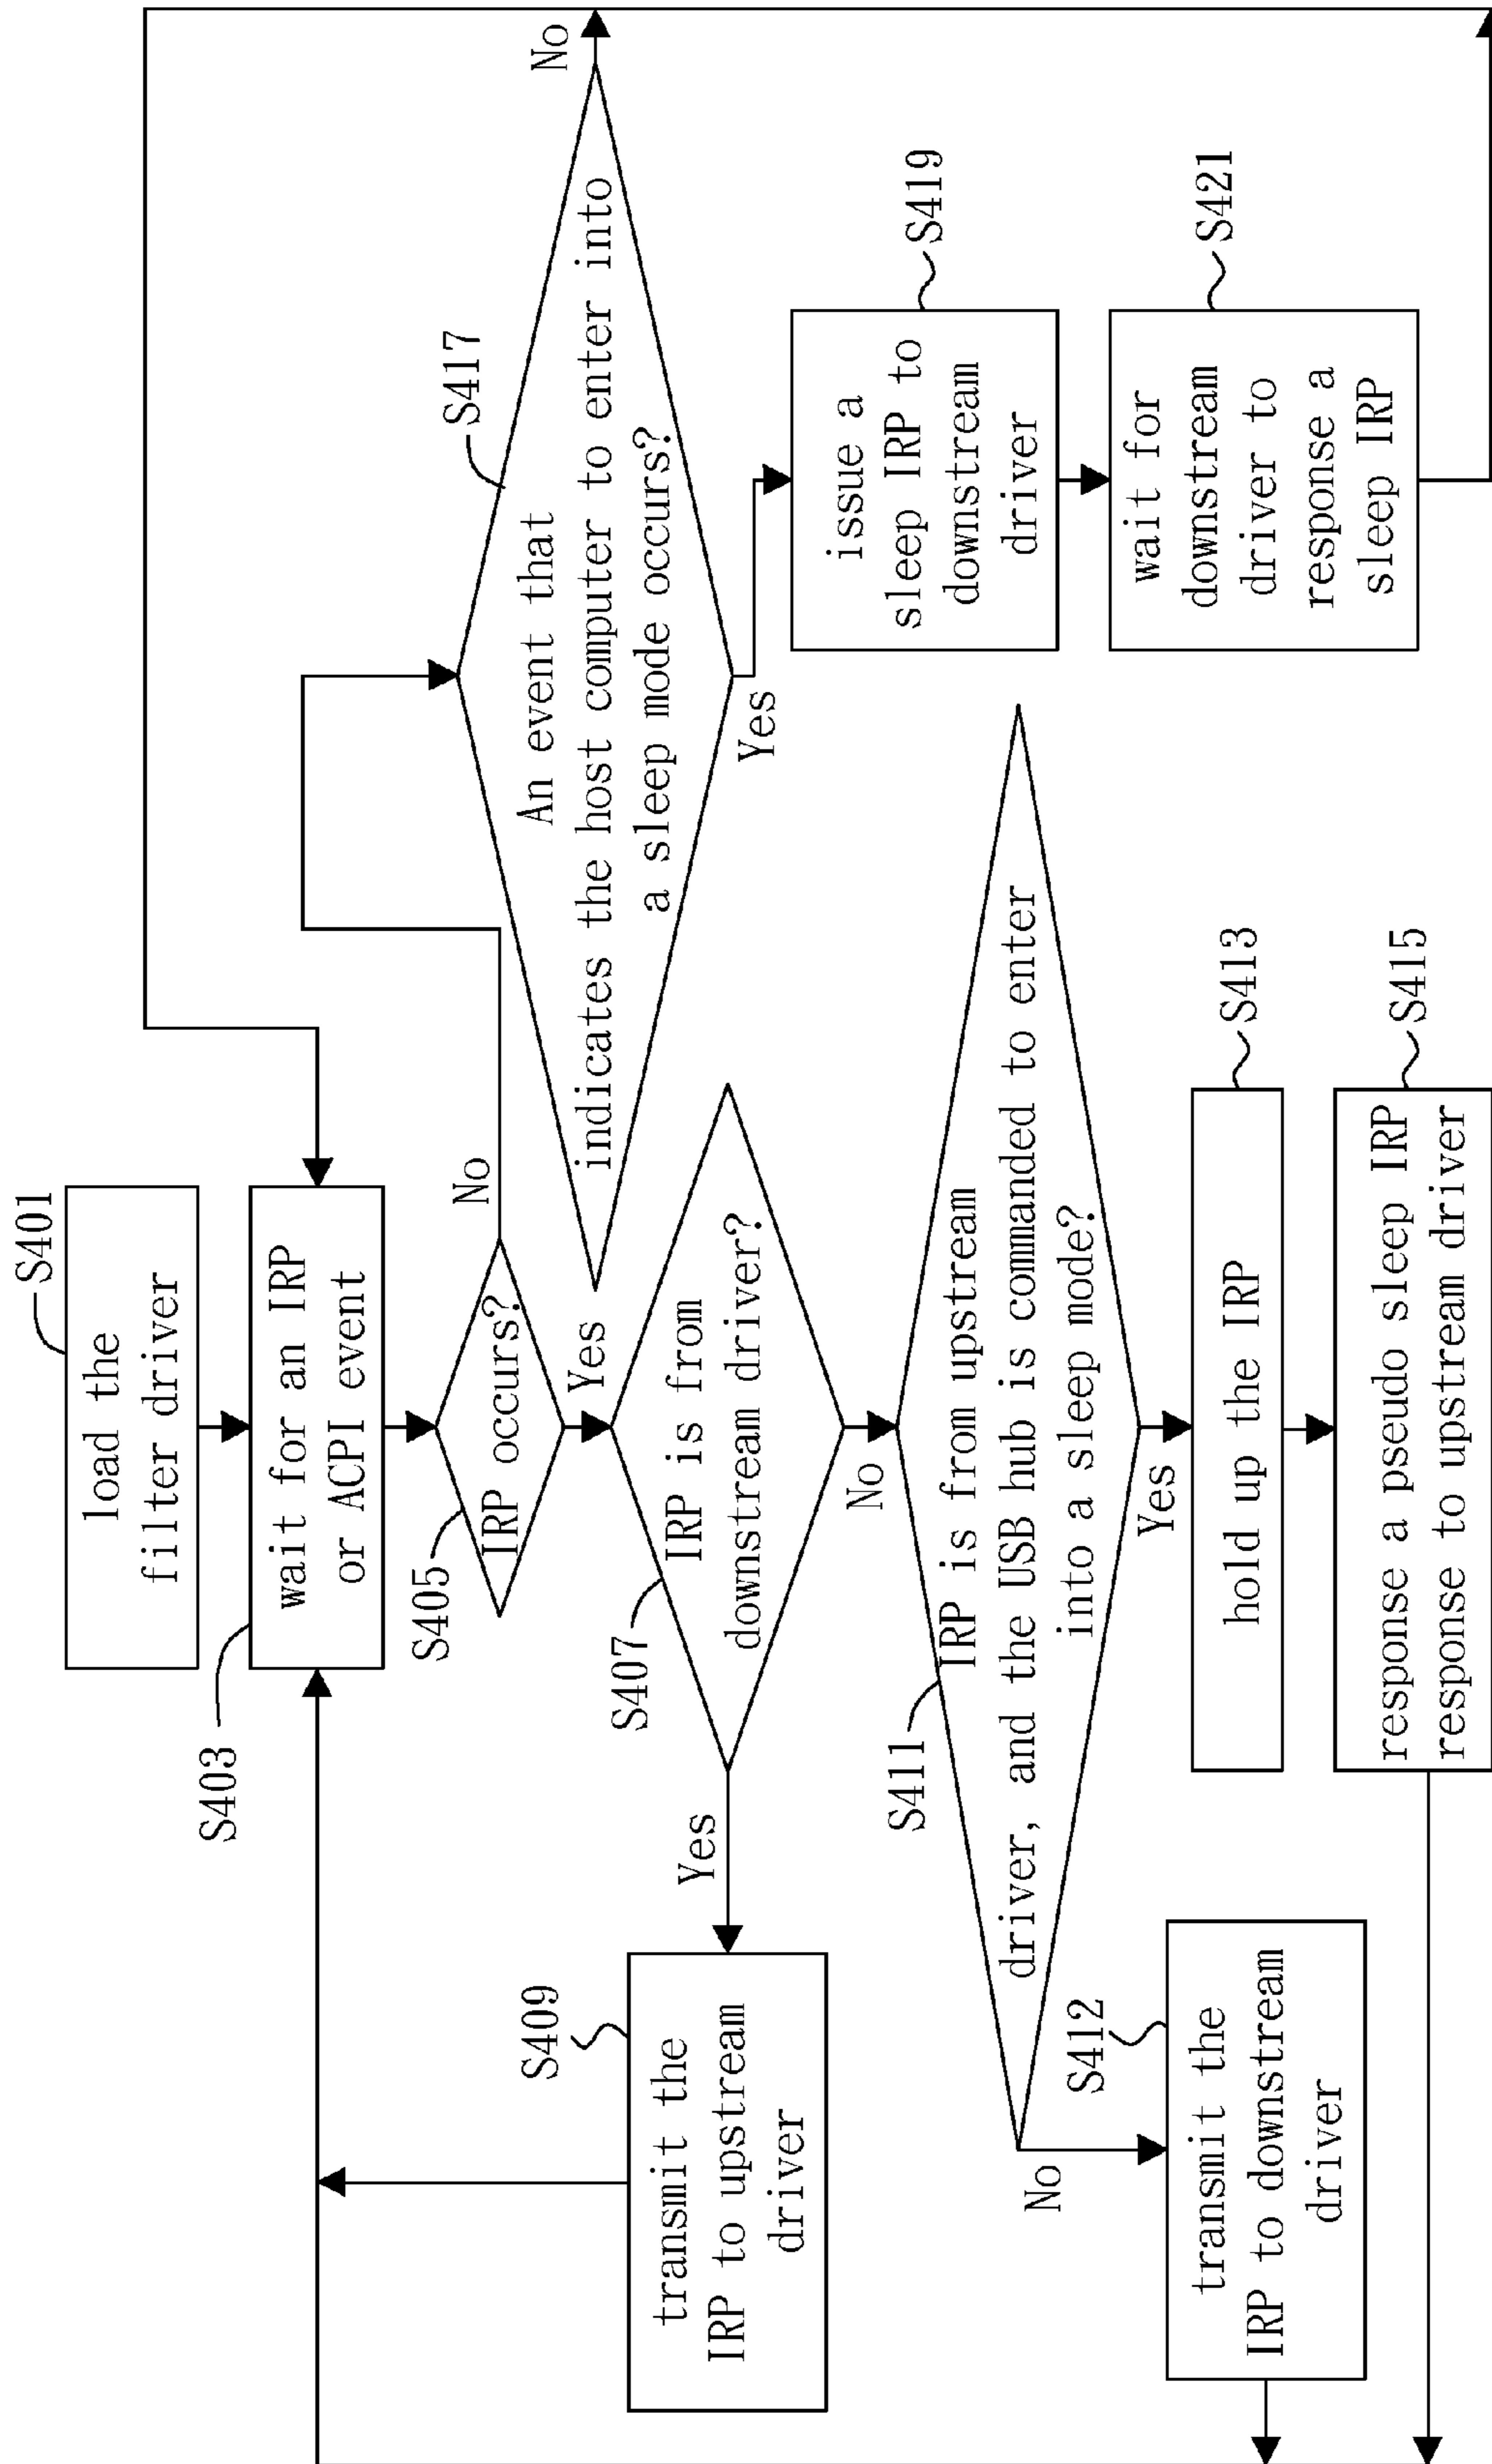 S401
load the
filter driver
S403
wait for an IRP
or ACPI event
S405
IRP occurs?
No
Yes
S407
IRP is from
downstream driver?
Yes
No
S409
transmit the
IRP to upstream
driver
S411
IRP is from upstream
driver, and the USB hub is commanded to enter
into a sleep mode?
No
Yes
S412
transmit the
IRP to downstream
driver
S413
hold up the IRP
S415
response a pseudo sleep IRP
response to upstream driver
S417
An event that
indicates the host computer to enter into
a sleep mode occurs?
No
Yes
S419
issue a
sleep IRP to
downstream
driver
S421
wait for
downstream
driver to
response a
sleep IRP